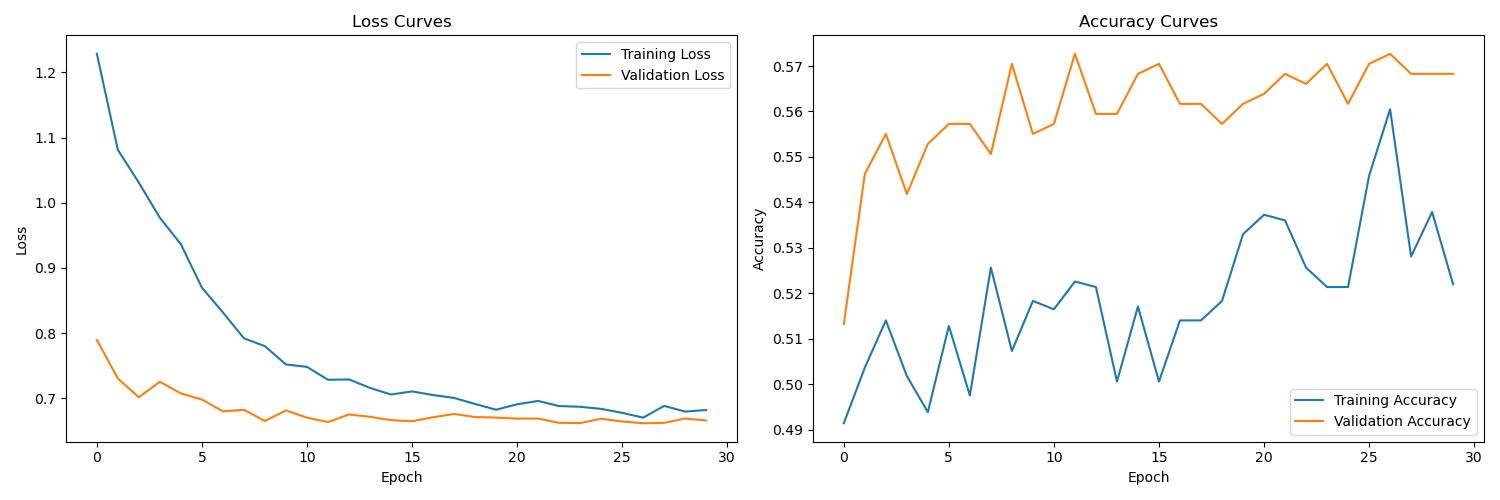 Loss Curves
1.2
1.1
1.0
0.9
0.8
0.7
Loss
0
5
10
15
20
25
30
Epoch
Training Loss
Validation Loss
Accuracy Curves
0.57
0.56
0.55
0.54
0.53
0.52
0.51
0.50
0.49
Accuracy
0
5
10
15
20
25
30
Epoch
Training Accuracy
Validation Accuracy